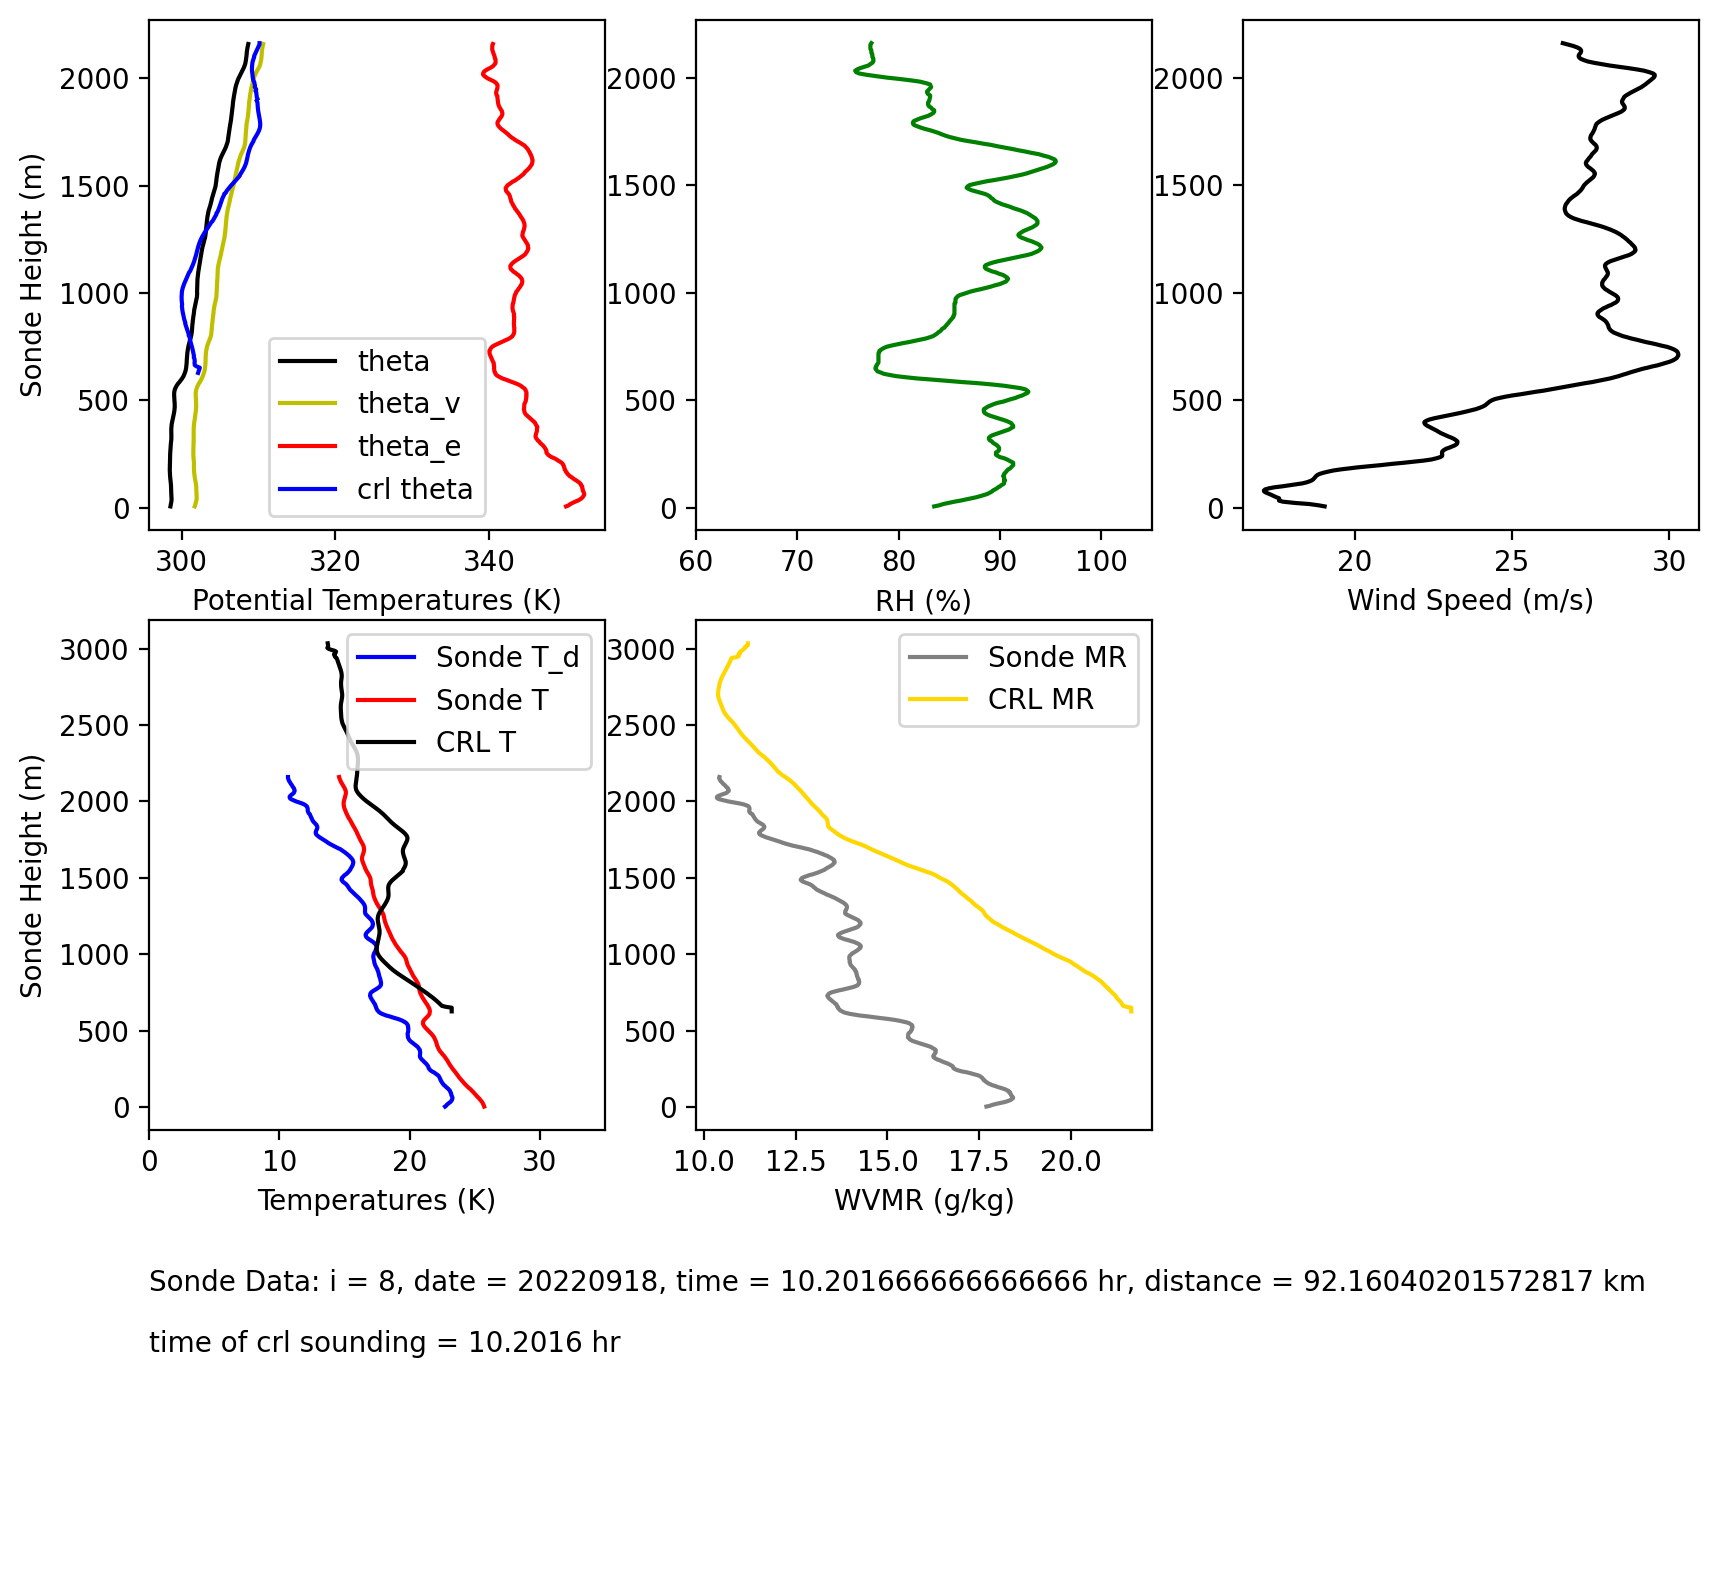 Sonde Height (m)
2000
1500
1000
500
0
theta
theta_v
theta_e
crl theta
300 320 340
Potential Temperatures (K)
2000
1500
1000
500
0
60 70 80 90 100
RH (%)
2000
1500
1000
500
0
20 25 30
Wind Speed (m/s)
Sonde Height (m)
3000
2500
2000
1500
1000
500
0
Sonde T_d
Sonde T
CRL T
0 10 20 30
Temperatures (K)
3000
2500
2000
1500
1000
500
0
Sonde MR
CRL MR
10.0 12.5 15.0 17.5 20.0
WVMR (g/kg)
Sonde Data: i = 8, date = 20220918, time = 10.201666666666666 hr, distance = 92.16040201572817 km
time of crl sounding = 10.2016 hr